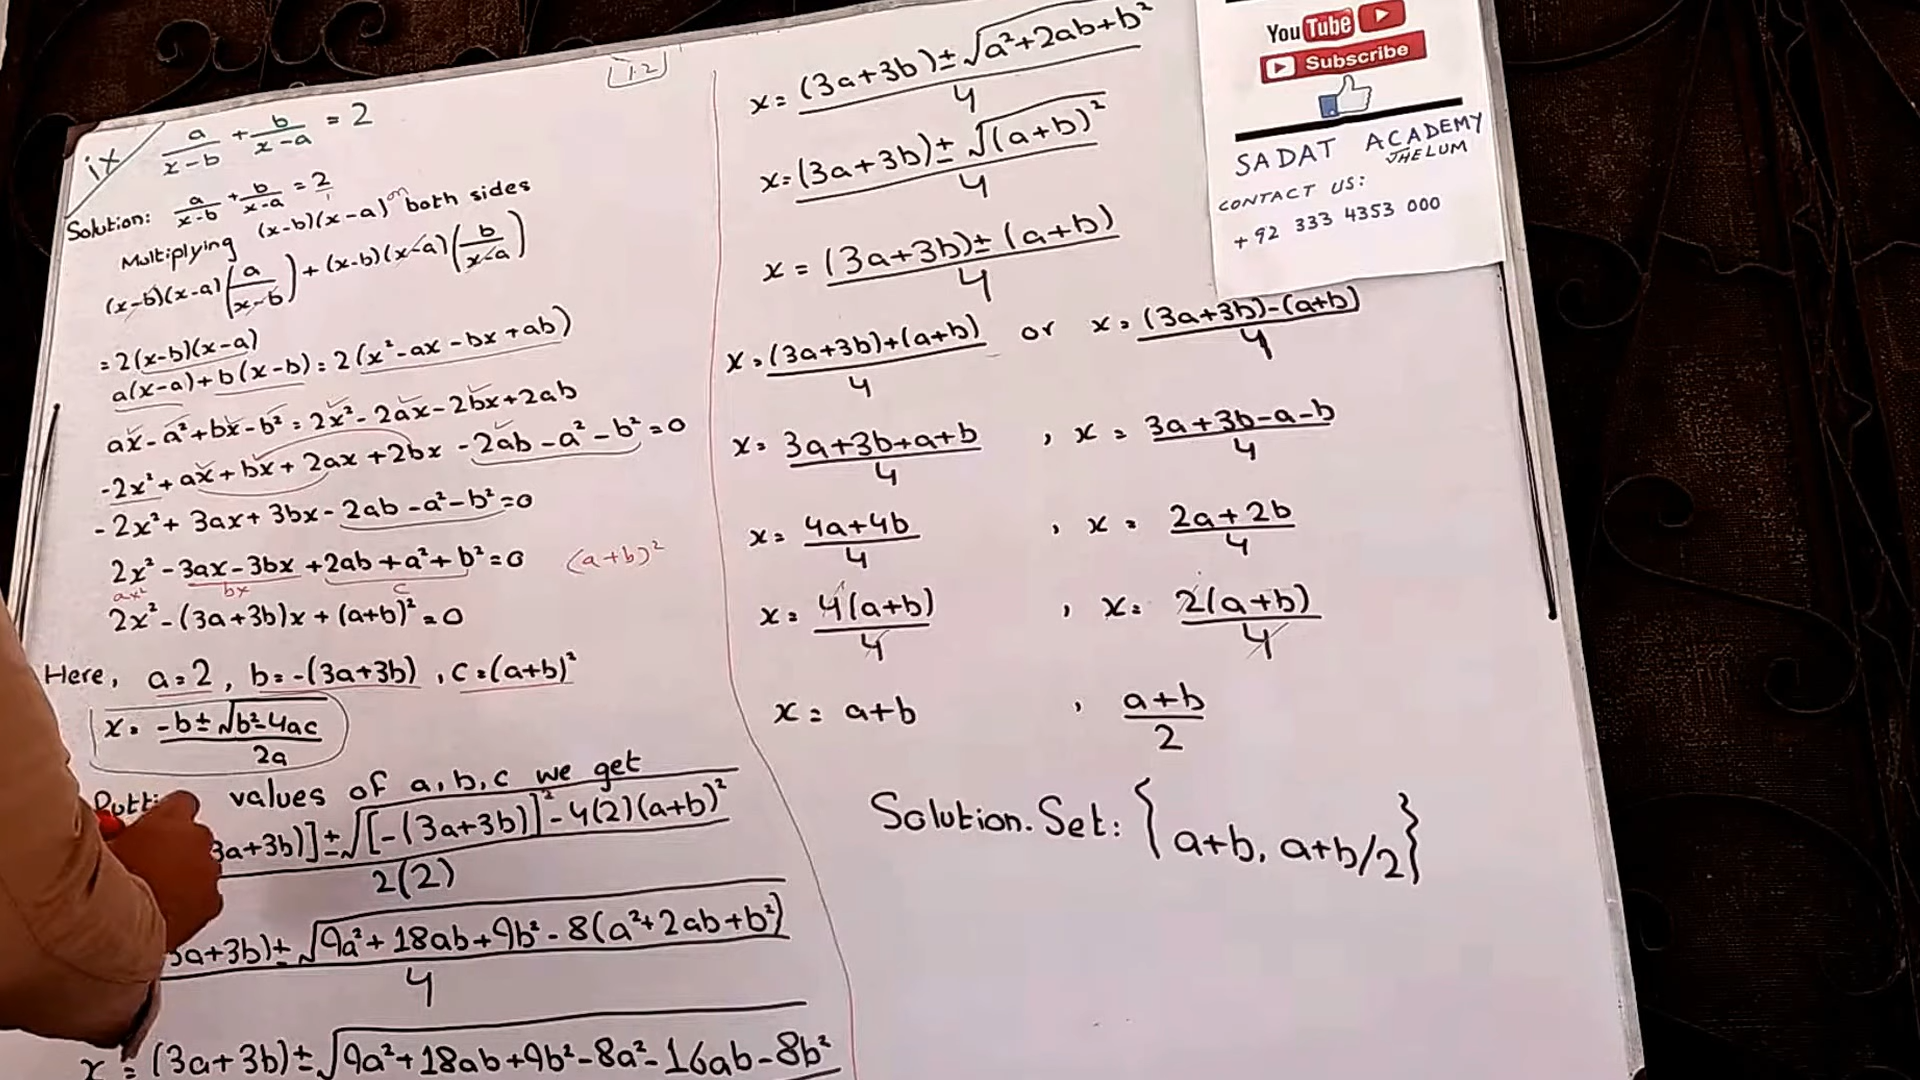 1.2
ix a/(x-b) + b/(x-a) = 2
Solution: a/(x-b) + b/(x-a) = 2/1
Multiplying (x-b)(x-a) on both sides
(x-b)(x-a)(a/(x-b)) + (x-b)(x-a)(b/(x-a))
= 2(x-b)(x-a)
a(x-a)+b(x-b) = 2(x²-ax-bx+ab)
ax-a²+bx-b² = 2x²-2ax-2bx+2ab
-2x²+ax+bx+2ax+2bx-2ab-a²-b²=0
-2x²+3ax+3bx-2ab-a²-b²=0
2x²-3ax-3bx+2ab+a²+b²=0 (a+b)²
ax² bx c
2x²-(3a+3b)x+(a+b)²=0
Here, a=2, b=-(3a+3b), c=(a+b)²
x = (-b±√(b²-4ac))/2a
values of a,b,c we get
3a+3b)]±√([-(3a+3b)]²-4(2)(a+b)²)/2(2)
3a+3b)±√(9a²+18ab+9b²-8(a²+2ab+b²))/4
x = (3a+3b)±√(9a²+18ab+9b²-8a²-16ab-8b²)
x = ((3a+3b)±√(a²+2ab+b²))/4
x = ((3a+3b)±√((a+b)²))/4
x = ((3a+3b)±(a+b))/4
x = ((3a+3b)+(a+b))/4 or x = ((3a+3b)-(a+b))/4
x = (3a+3b+a+b)/4 , x = (3a+3b-a-b)/4
x = (4a+4b)/4 , x = (2a+2b)/4
x = 4(a+b)/4 , x = 2(a+b)/4
x = a+b , (a+b)/2
Solution.Set: {a+b, a+b/2}
YouTube
Subscribe
SADAT ACADEMY
JHELUM
CONTACT US:
+92 333 4353 000